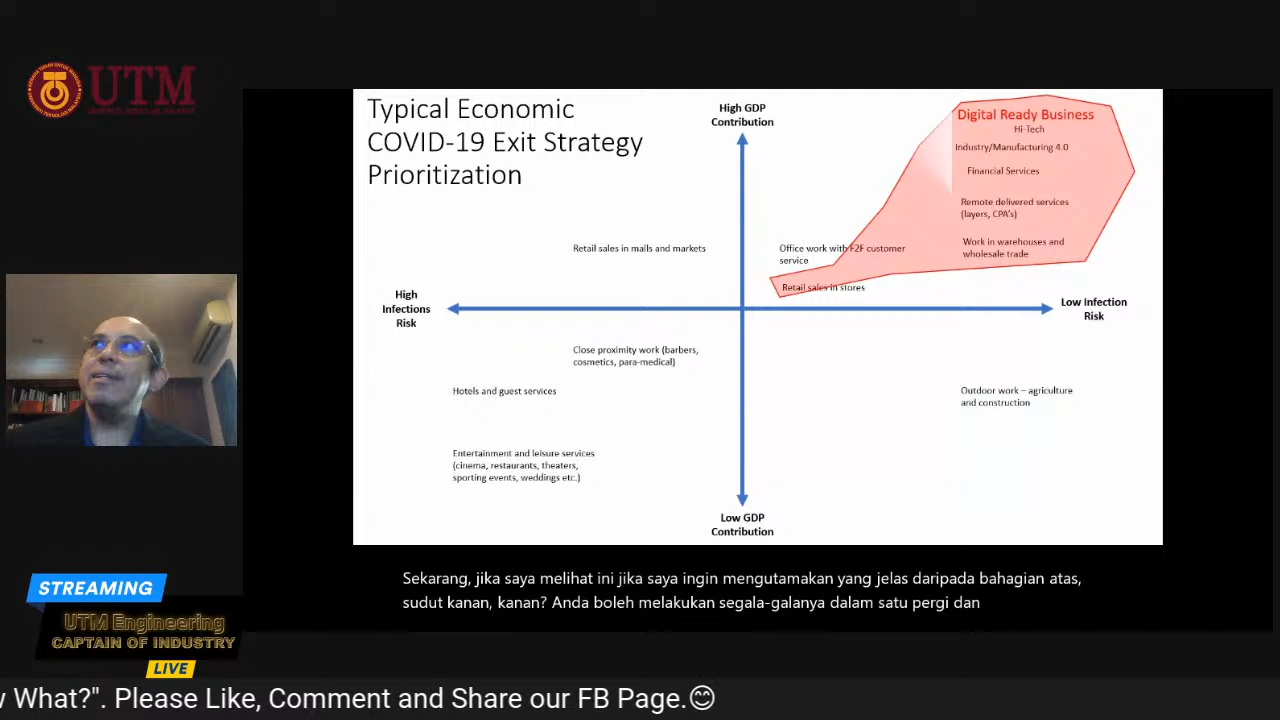 UTM
UNIVERSITI TEKNOLOGI MALAYSIA
Typical Economic
COVID-19 Exit Strategy
Prioritization
High GDP
Contribution
Digital Ready Business
Hi-Tech
Industry/Manufacturing 4.0
Financial Services
Remote delivered services
(layers, CPA's)
Work in warehouses and
wholesale trade
Retail sales in malls and markets
Office work with F2F customer
service
Retail sales in stores
High
Infections
Risk
Low Infection
Risk
Close proximity work (barbers,
cosmetics, para-medical)
Hotels and guest services
Outdoor work – agriculture
and construction
Entertainment and leisure services
(cinema, restaurants, theaters,
sporting events, weddings etc.)
Low GDP
Contribution
Sekarang, jika saya melihat ini jika saya ingin mengutamakan yang jelas daripada bahagian atas,
sudut kanan, kanan? Anda boleh melakukan segala-galanya dalam satu pergi dan
STREAMING
UTM Engineering
CAPTAIN OF INDUSTRY
LIVE
What?". Please Like, Comment and Share our FB Page.😊